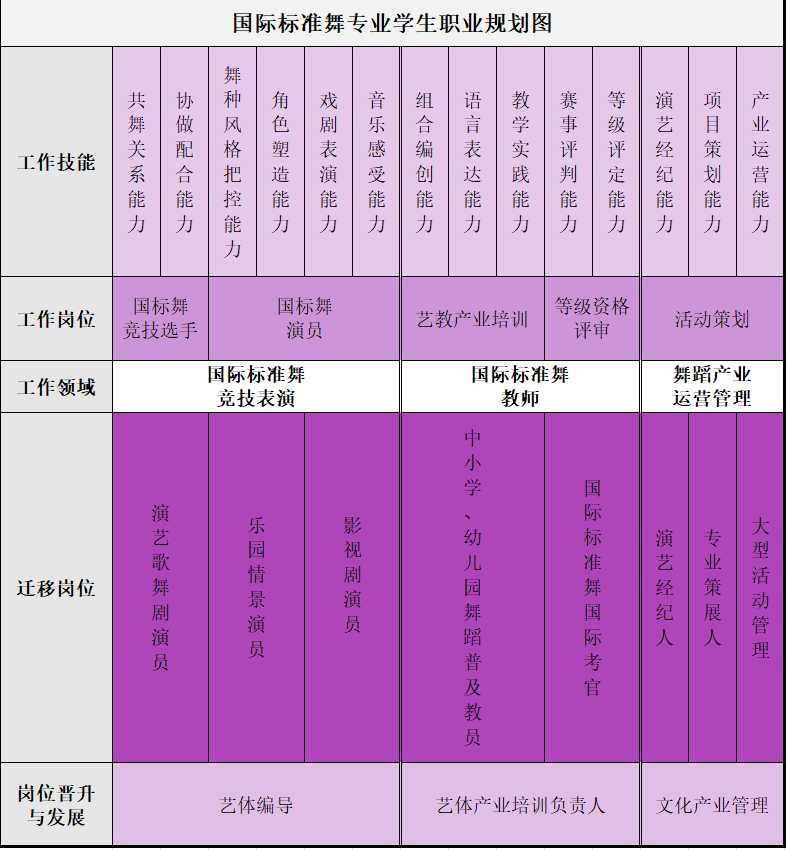 国际标准舞专业学生职业规划图
工作技能
共舞关系能力
协做配合能力
舞种风格把控能力
角色塑造能力
戏剧表演能力
音乐感受能力
组合编创能力
语言表达能力
教学实践能力
赛事评判能力
等级评定能力
演艺经纪能力
项目策划能力
产业运营能力
工作岗位
国标舞
竞技选手
国标舞
演员
艺教产业培训
等级资格
评审
活动策划
工作领域
国际标准舞
竞技表演
国际标准舞
教师
舞蹈产业
运营管理
迁移岗位
演艺歌舞剧演员
乐园情景演员
影视剧演员
中小学、幼儿园舞蹈普及教员
国际标准舞国际考官
演艺经纪人
专业策展人
大型活动管理
岗位晋升
与发展
艺体编导
艺体产业培训负责人
文化产业管理